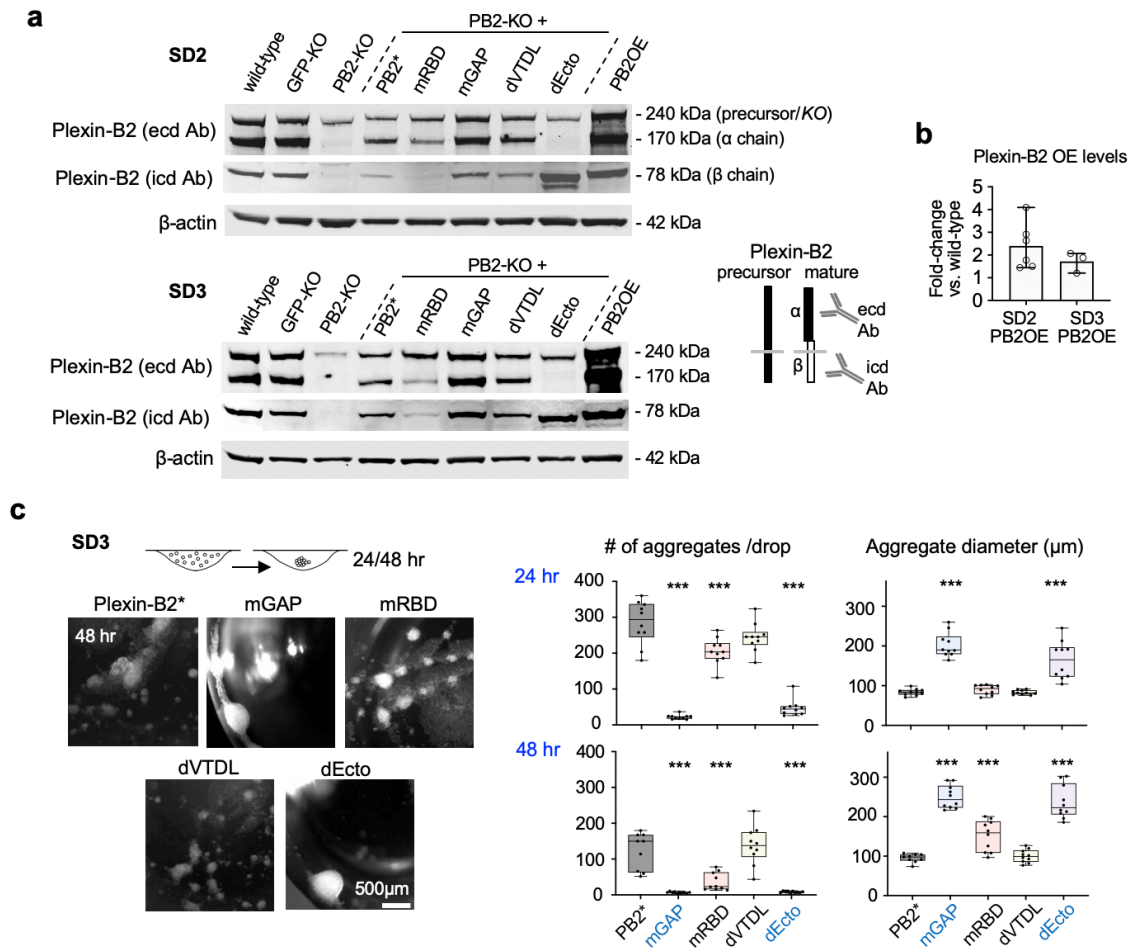 a
SD2
PB2-KO +
wild-type
GFP-KO
PB2-KO
PB2*
mRBD
mGAP
dVTDL
dEcto
PB2OE
Plexin-B2 (ecd Ab)
- 240 kDa (precursor/KO)
- 170 kDa (α chain)
Plexin-B2 (icd Ab)
- 78 kDa (β chain)
β-actin
- 42 kDa
SD3
PB2-KO +
wild-type
GFP-KO
PB2-KO
PB2*
mRBD
mGAP
dVTDL
dEcto
PB2OE
Plexin-B2 (ecd Ab)
- 240 kDa
- 170 kDa
Plexin-B2 (icd Ab)
- 78 kDa
β-actin
- 42 kDa
Plexin-B2
precursor mature
α
ecd
Ab
β
icd
Ab
b
Plexin-B2 OE levels
Fold-change
vs. wild-type
5
4
3
2
1
0
SD2
PB2OE
SD3
PB2OE
c
SD3
24/48 hr
Plexin-B2*
mGAP
mRBD
48 hr
dVTDL
dEcto
500µm
# of aggregates /drop
24 hr
400
300
200
100
0
*** *** ***
48 hr
400
300
200
100
0
*** *** ***
PB2*
mGAP
mRBD
dVTDL
dEcto
Aggregate diameter (µm)
300
200
100
0
*** ***
300
200
100
0
*** *** ***
PB2*
mGAP
mRBD
dVTDL
dEcto